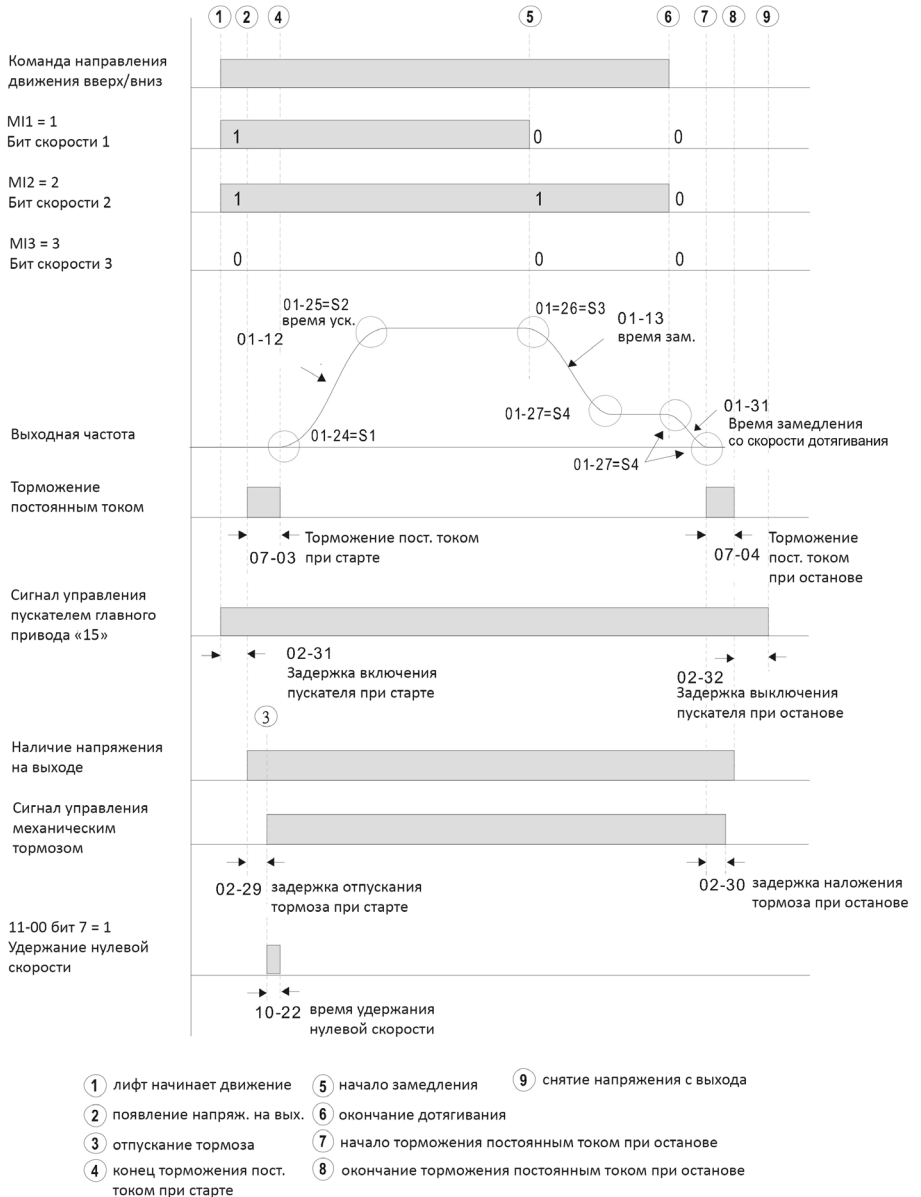 1 2 4 5 6 7 8 9
Команда направления
движения вверх/вниз
MI1 = 1
Бит скорости 1
1 0 0
MI2 = 2
Бит скорости 2
1 1 0
MI3 = 3
Бит скорости 3
0 0 0
01-25=S2
время уск.
01-12
01=26=S3
01-13
время зам.
01-27=S4
01-31
Время замедления
со скорости дотягивания
Выходная частота
01-24=S1
01-27=S4
Торможение
постоянным током
07-03
Торможение пост. током
при старте
07-04
Торможение
пост. током
при останове
Сигнал управления
пускателем главного
привода «15»
02-31
Задержка включения
пускателя при старте
02-32
Задержка выключения
пускателя при останове
3
Наличие напряжения
на выходе
Сигнал управления
механическим
тормозом
02-29
задержка отпускания
тормоза при старте
02-30
задержка наложения
тормоза при останове
11-00 бит 7 = 1
Удержание нулевой
скорости
10-22
время удержания
нулевой скорости
1 лифт начинает движение
2 появление напряж. на вых.
3 отпускание тормоза
4 конец торможения пост.
током при старте
5 начало замедления
6 окончание дотягивания
7 начало торможения постоянным током при останове
8 окончание торможения постоянным током при останове
9 снятие напряжения с выхода